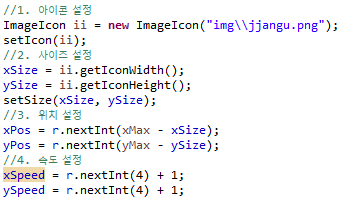 //1. 아이콘 설정
ImageIcon ii = new ImageIcon("img\\jjangu.png");
setIcon(ii);
//2. 사이즈 설정
xSize = ii.getIconWidth();
ySize = ii.getIconHeight();
setSize(xSize, ySize);
//3. 위치 설정
xPos = r.nextInt(xMax - xSize);
yPos = r.nextInt(yMax - ySize);
//4. 속도 설정
xSpeed = r.nextInt(4) + 1;
ySpeed = r.nextInt(4) + 1;